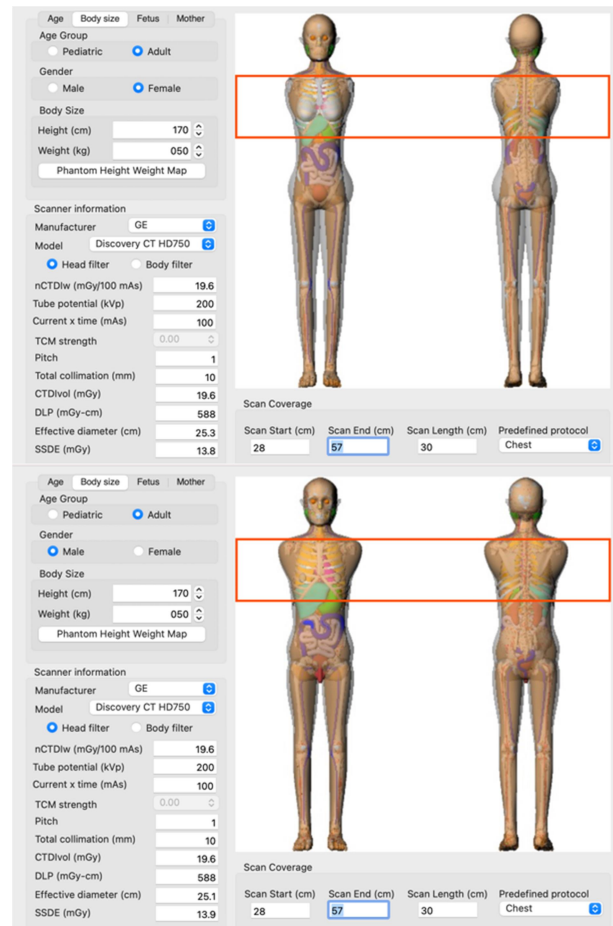 Age Body size Fetus Mother
Age Group
Pediatric Adult
Gender
Male Female
Body Size
Height (cm) 170
Weight (kg) 050
Phantom Height Weight Map
Scanner information
Manufacturer GE
Model Discovery CT HD750
Head filter Body filter
nCTDIw (mGy/100 mAs) 19.6
Tube potential (kVp) 200
Current x time (mAs) 100
TCM strength 0.00
Pitch 1
Total collimation (mm) 10
CTDIvol (mGy) 19.6
DLP (mGy-cm) 588
Effective diameter (cm) 25.3
SSDE (mGy) 13.8
Scan Coverage
Scan Start (cm) Scan End (cm) Scan Length (cm) Predefined protocol
28 57 30 Chest
Age Body size Fetus Mother
Age Group
Pediatric Adult
Gender
Male Female
Body Size
Height (cm) 170
Weight (kg) 050
Phantom Height Weight Map
Scanner information
Manufacturer GE
Model Discovery CT HD750
Head filter Body filter
nCTDIw (mGy/100 mAs) 19.6
Tube potential (kVp) 200
Current x time (mAs) 100
TCM strength 0.00
Pitch 1
Total collimation (mm) 10
CTDIvol (mGy) 19.6
DLP (mGy-cm) 588
Effective diameter (cm) 25.1
SSDE (mGy) 13.9
Scan Coverage
Scan Start (cm) Scan End (cm) Scan Length (cm) Predefined protocol
28 57 30 Chest